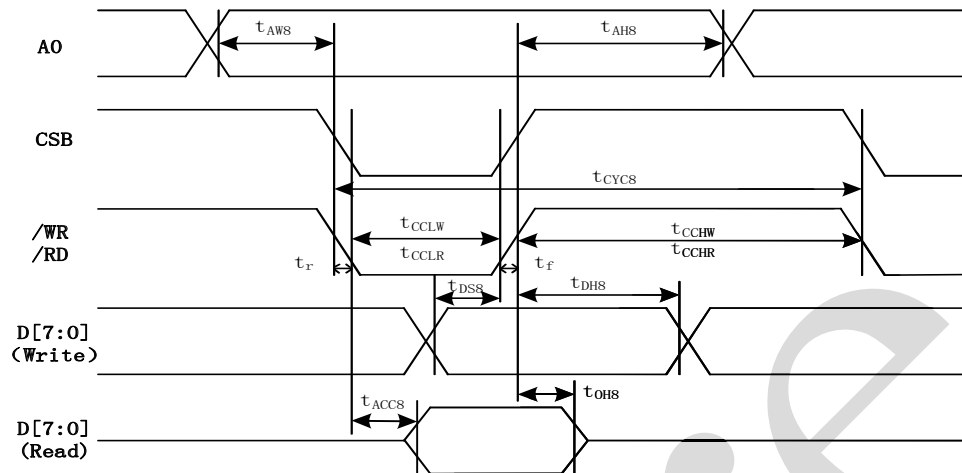 A0
tAW8
tAH8
CSB
tCYC8
/WR
/RD
tCCLW
tCCLR
tCCHW
tCCHR
tr
tf
tDS8
tDH8
D[7:0]
(Write)
tACC8
tOH8
D[7:0]
(Read)